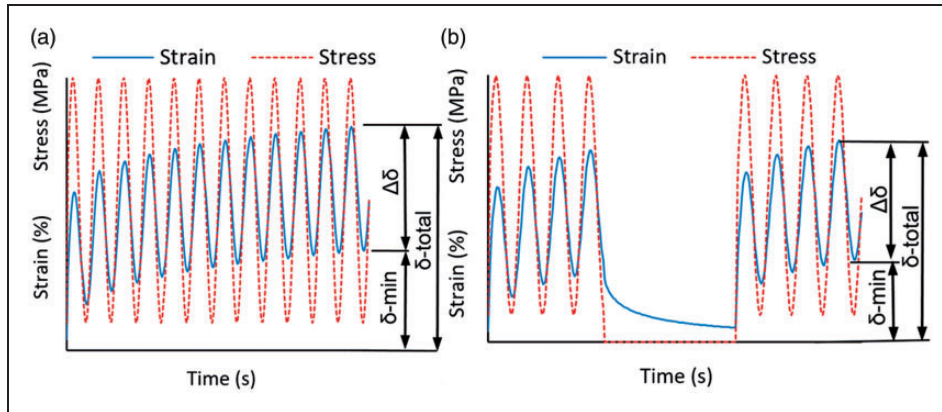 (a)
Strain Stress
Stress (MPa)
Strain (%)
Δδ
δ-total
δ-min
Time (s)
(b)
Strain Stress
Stress (MPa)
Strain (%)
Δδ
δ-total
δ-min
Time (s)